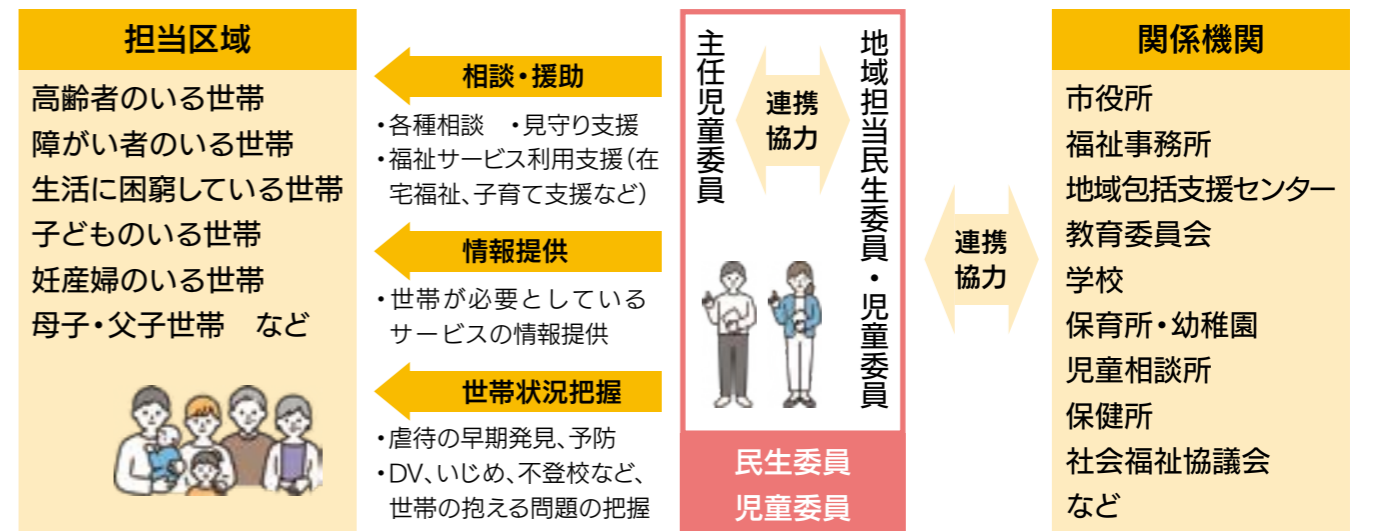 担当区域
高齢者のいる世帯
障がい者のいる世帯
生活に困窮している世帯
子どものいる世帯
妊産婦のいる世帯
母子・父子世帯　など
相談・援助
・各種相談　・見守り支援
・福祉サービス利用支援（在
宅福祉、子育て支援など）
情報提供
・世帯が必要としている
サービスの情報提供
世帯状況把握
・虐待の早期発見、予防
・DV、いじめ、不登校など、
世帯の抱える問題の把握
主任児童委員
連携
協力
地域担当民生委員・児童委員
民生委員
児童委員
連携
協力
関係機関
市役所
福祉事務所
地域包括支援センター
教育委員会
学校
保育所・幼稚園
児童相談所
保健所
社会福祉協議会
など